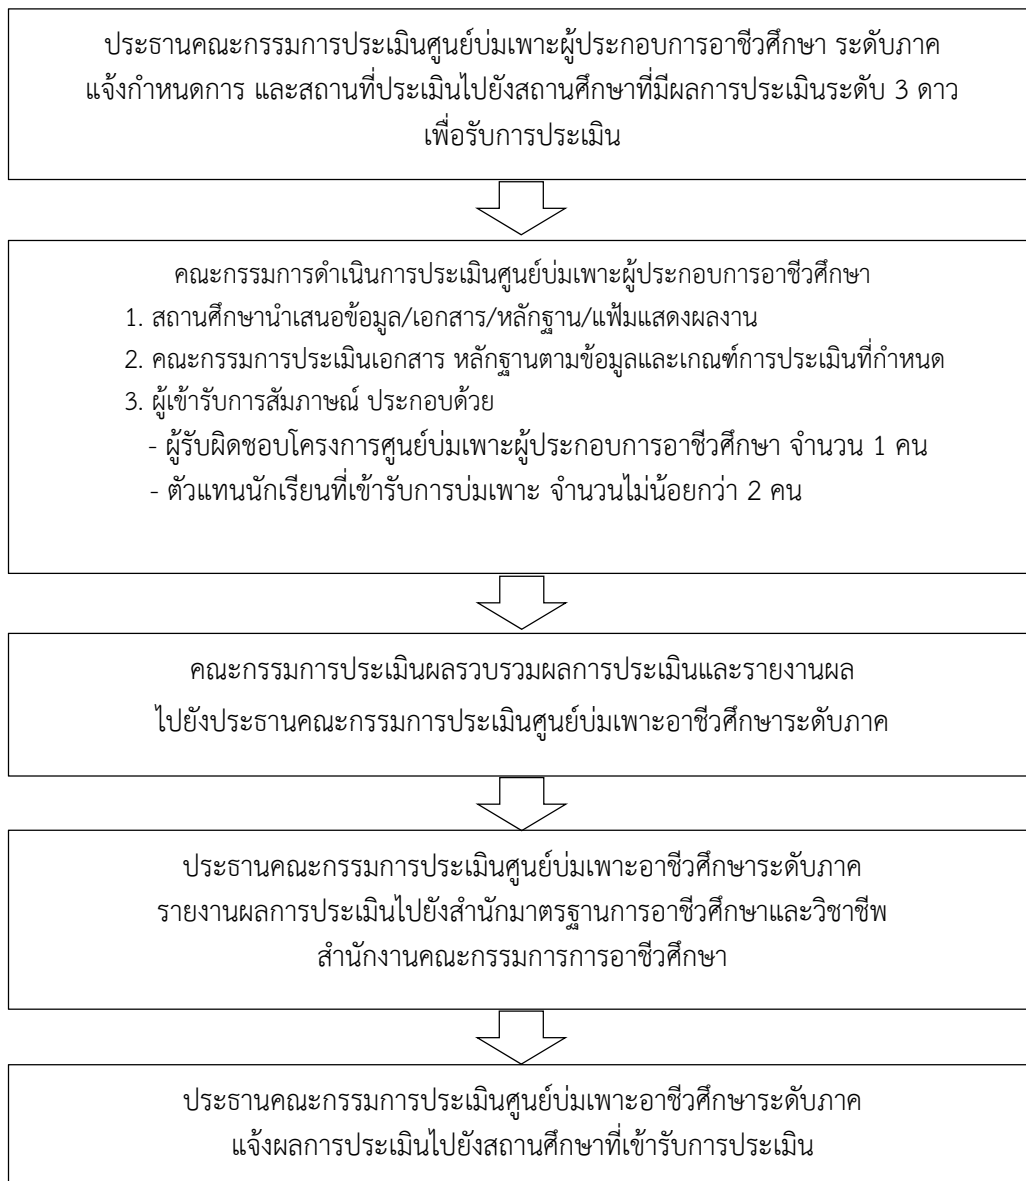 ประธานคณะกรรมการประเมินศูนย์บ่มเพาะผู้ประกอบการอาชีวศึกษา ระดับภาค
แจ้งกำหนดการ และสถานที่ประเมินไปยังสถานศึกษาที่มีผลการประเมินระดับ 3 ดาว
เพื่อรับการประเมิน
คณะกรรมการดำเนินการประเมินศูนย์บ่มเพาะผู้ประกอบการอาชีวศึกษา
1. สถานศึกษานำเสนอข้อมูล/เอกสาร/หลักฐาน/แฟ้มแสดงผลงาน
2. คณะกรรมการประเมินเอกสาร หลักฐานตามข้อมูลและเกณฑ์การประเมินที่กำหนด
3. ผู้เข้ารับการสัมภาษณ์ ประกอบด้วย
- ผู้รับผิดชอบโครงการศูนย์บ่มเพาะผู้ประกอบการอาชีวศึกษา จำนวน 1 คน
- ตัวแทนนักเรียนที่เข้ารับการบ่มเพาะ จำนวนไม่น้อยกว่า 2 คน
คณะกรรมการประเมินผลรวบรวมผลการประเมินและรายงานผล
ไปยังประธานคณะกรรมการประเมินศูนย์บ่มเพาะอาชีวศึกษาระดับภาค
ประธานคณะกรรมการประเมินศูนย์บ่มเพาะอาชีวศึกษาระดับภาค
รายงานผลการประเมินไปยังสำนักมาตรฐานการอาชีวศึกษาและวิชาชีพ
สำนักงานคณะกรรมการการอาชีวศึกษา
ประธานคณะกรรมการประเมินศูนย์บ่มเพาะอาชีวศึกษาระดับภาค
แจ้งผลการประเมินไปยังสถานศึกษาที่เข้ารับการประเมิน